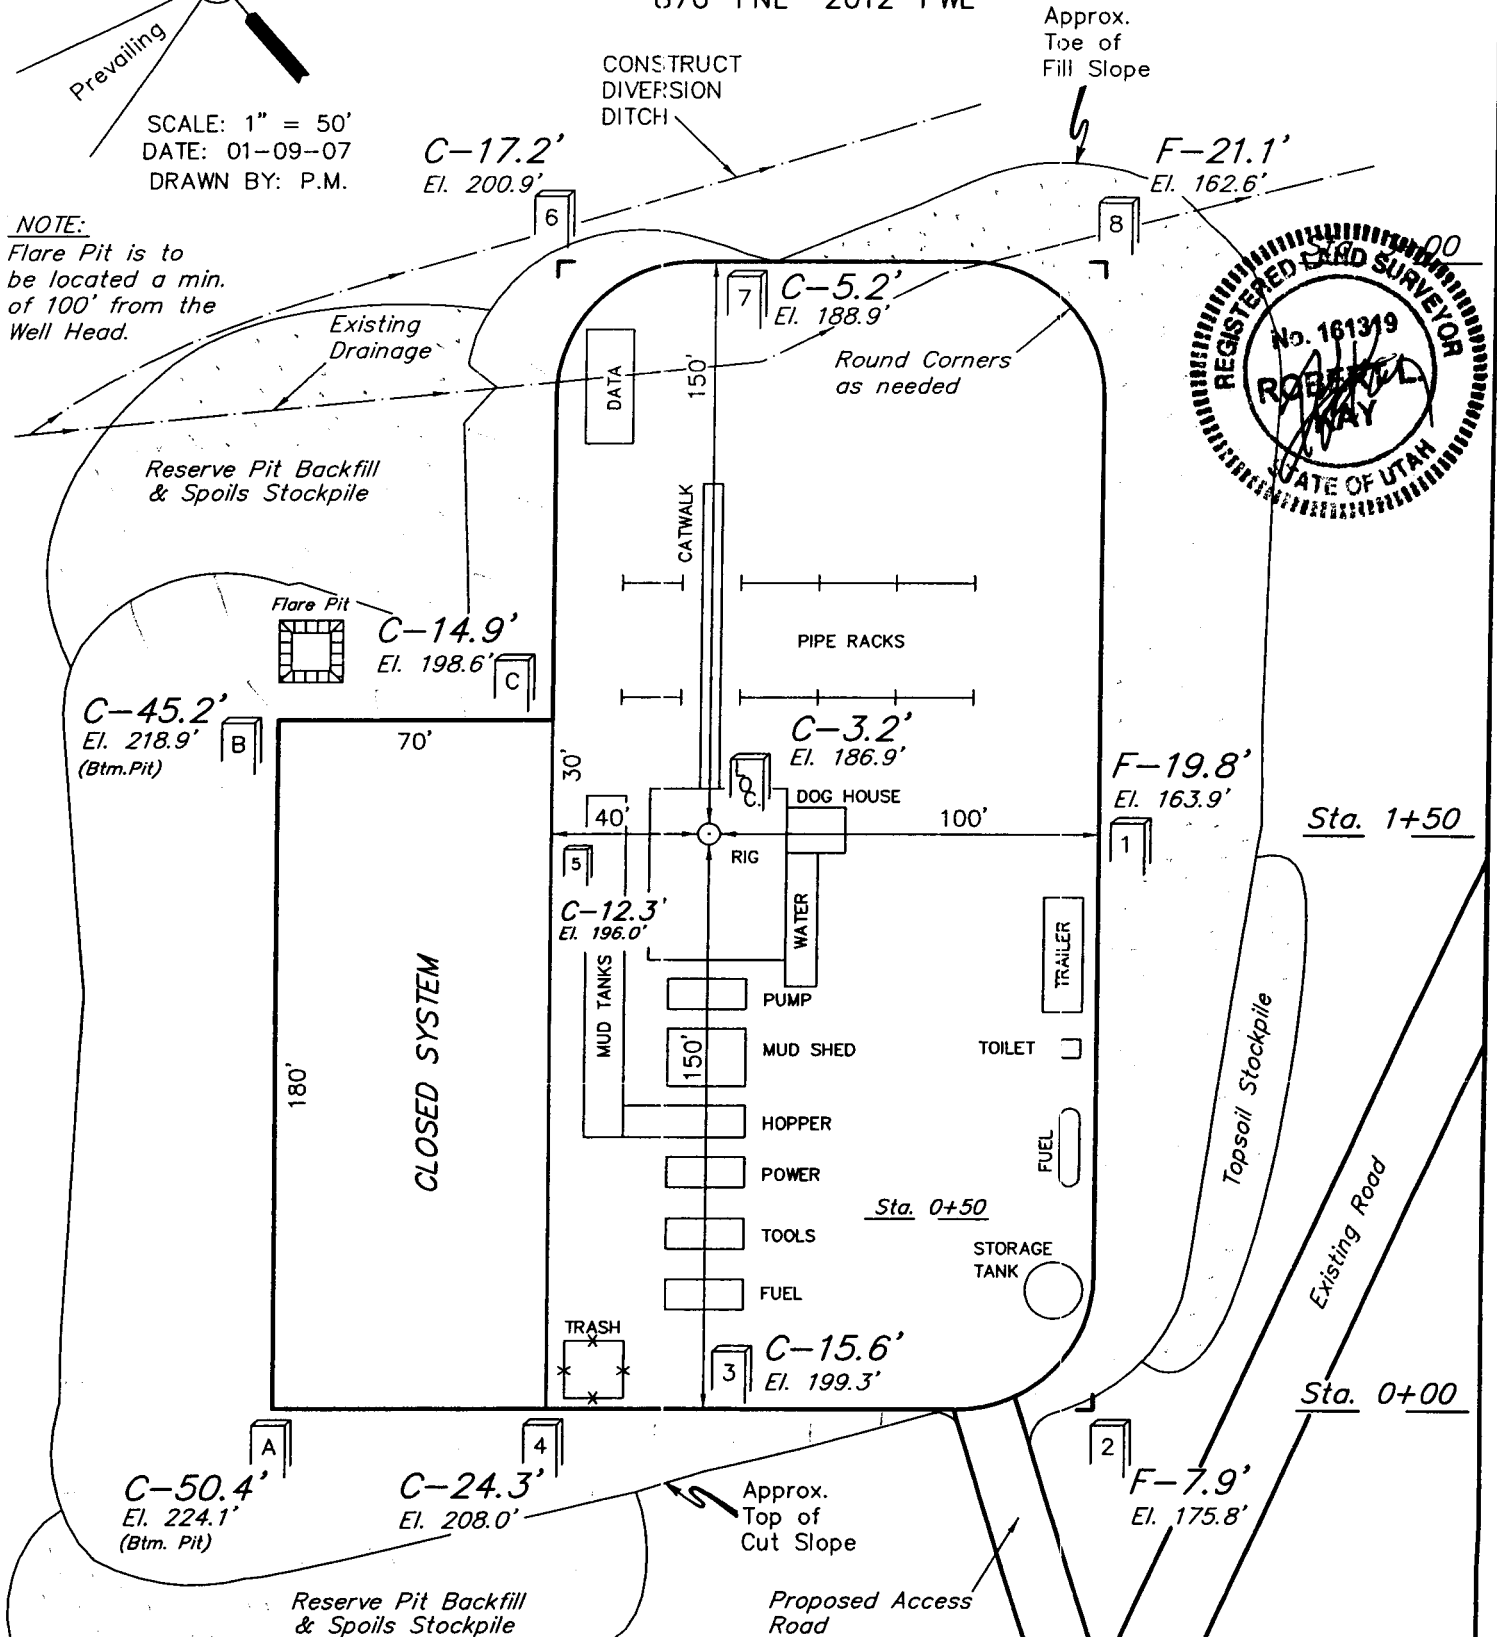 Prevailing
SCALE: 1" = 50'
DATE: 01-09-07
DRAWN BY: P.M.
CONSTRUCT
DIVERSION
DITCH
Approx.
Toe of
Fill Slope
C-17.2'
El. 200.9'
6
F-21.1'
El. 162.6'
8
NOTE:
Flare Pit is to
be located a min.
of 100' from the
Well Head.
Existing
Drainage
7
C-5.2'
El. 188.9'
150'
DATA
Round Corners
as needed
REGISTERED LAND SURVEYOR
No. 161319
ROBERT L.
KAY
STATE OF UTAH
Reserve Pit Backfill
& Spoils Stockpile
CATWALK
Flare Pit
C-14.9'
El. 198.6'
C
PIPE RACKS
C-45.2'
El. 218.9'
(Btm.Pit)
B
70'
30'
C-3.2'
El. 186.9'
LOC.
DOG HOUSE
F-19.8'
El. 163.9'
1
Sta. 1+50
40'
100'
5
RIG
C-12.3'
El. 196.0'
WATER
TRAILER
MUD TANKS
PUMP
MUD SHED
150'
TOILET
HOPPER
POWER
FUEL
TOOLS
FUEL
CLOSED SYSTEM
180'
Sta. 0+50
STORAGE
TANK
Topsoil Stockpile
Existing Road
TRASH
3
C-15.6'
El. 199.3'
Sta. 0+00
A
C-50.4'
El. 224.1'
(Btm. Pit)
4
C-24.3'
El. 208.0'
Approx.
Top of
Cut Slope
2
F-7.9'
El. 175.8'
Reserve Pit Backfill
& Spoils Stockpile
Proposed Access
Road